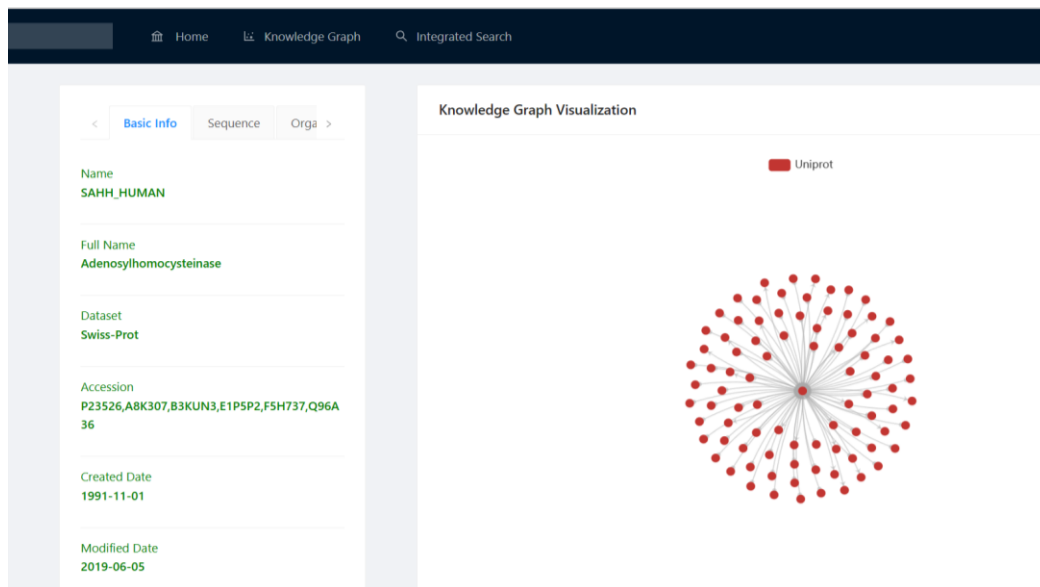 Home Knowledge Graph Integrated Search
Basic Info Sequence Orga
Name
SAHH_HUMAN
Full Name
Adenosylhomocysteinase
Dataset
Swiss-Prot
Accession
P23526,A8K307,B3KUN3,E1P5P2,F5H737,Q96A
36
Created Date
1991-11-01
Modified Date
2019-06-05
Knowledge Graph Visualization
Uniprot